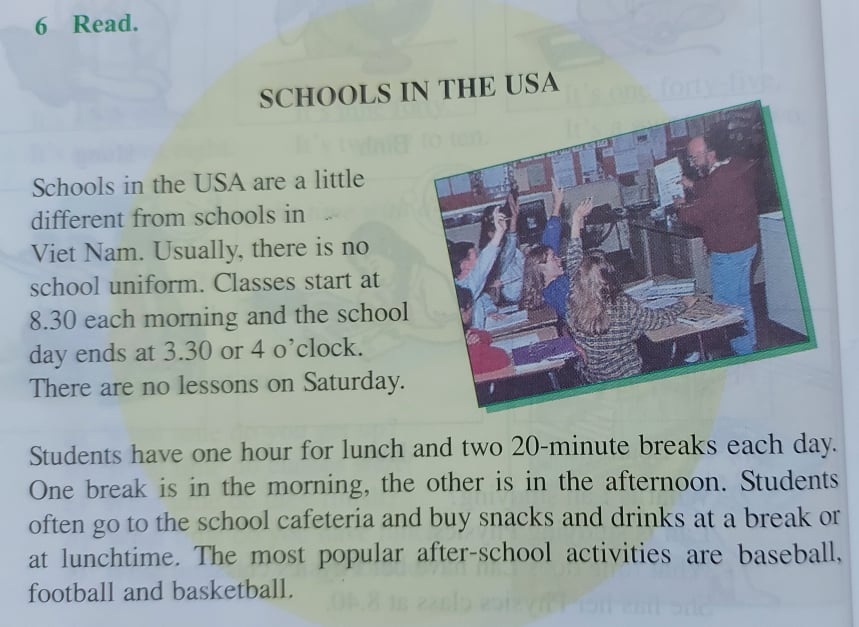 6 Read.
SCHOOLS IN THE USA
Schools in the USA are a little
different from schools in
Viet Nam. Usually, there is no
school uniform. Classes start at
8.30 each morning and the school
day ends at 3.30 or 4 o'clock.
There are no lessons on Saturday.
Students have one hour for lunch and two 20-minute breaks each day.
One break is in the morning, the other is in the afternoon. Students
often go to the school cafeteria and buy snacks and drinks at a break or
at lunchtime. The most popular after-school activities are baseball,
football and basketball.